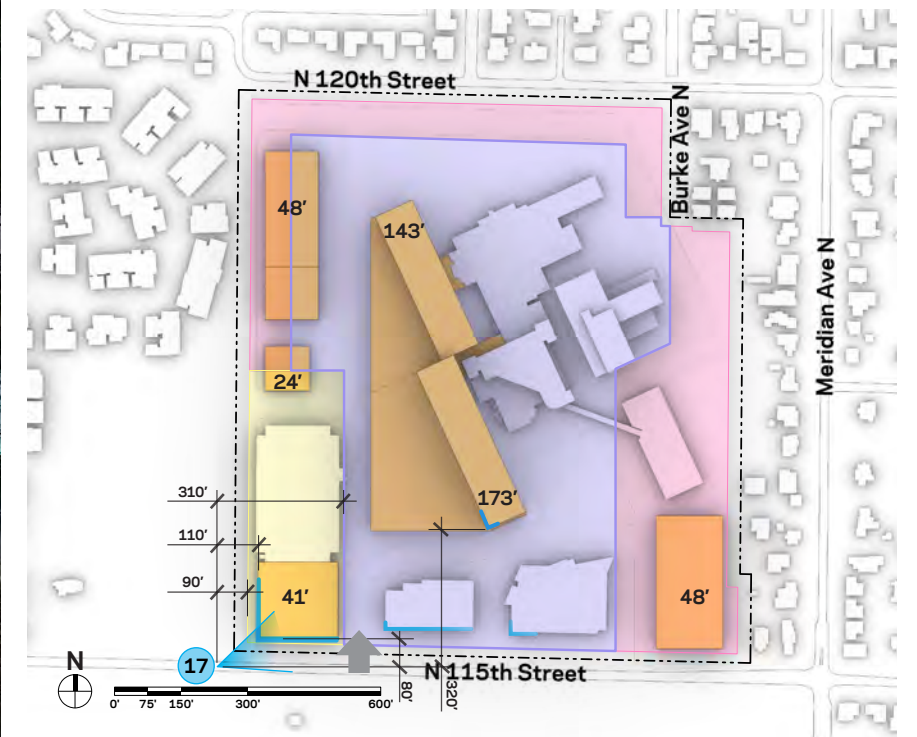 N 120th Street
Burke Ave N
Meridian Ave N
48’
143’
24’
310’
173’
110’
90’
41’
48’
17
N
N 115th Street
80’
320’
0’ 75’ 150’ 300’ 600’